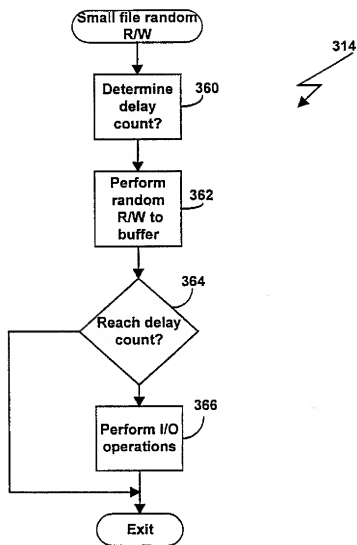 Small file random
R/W
314
Determine
delay
count?
360
Perform
random
R/W to
buffer
362
364
Reach delay
count?
366
Perform I/O
operations
Exit